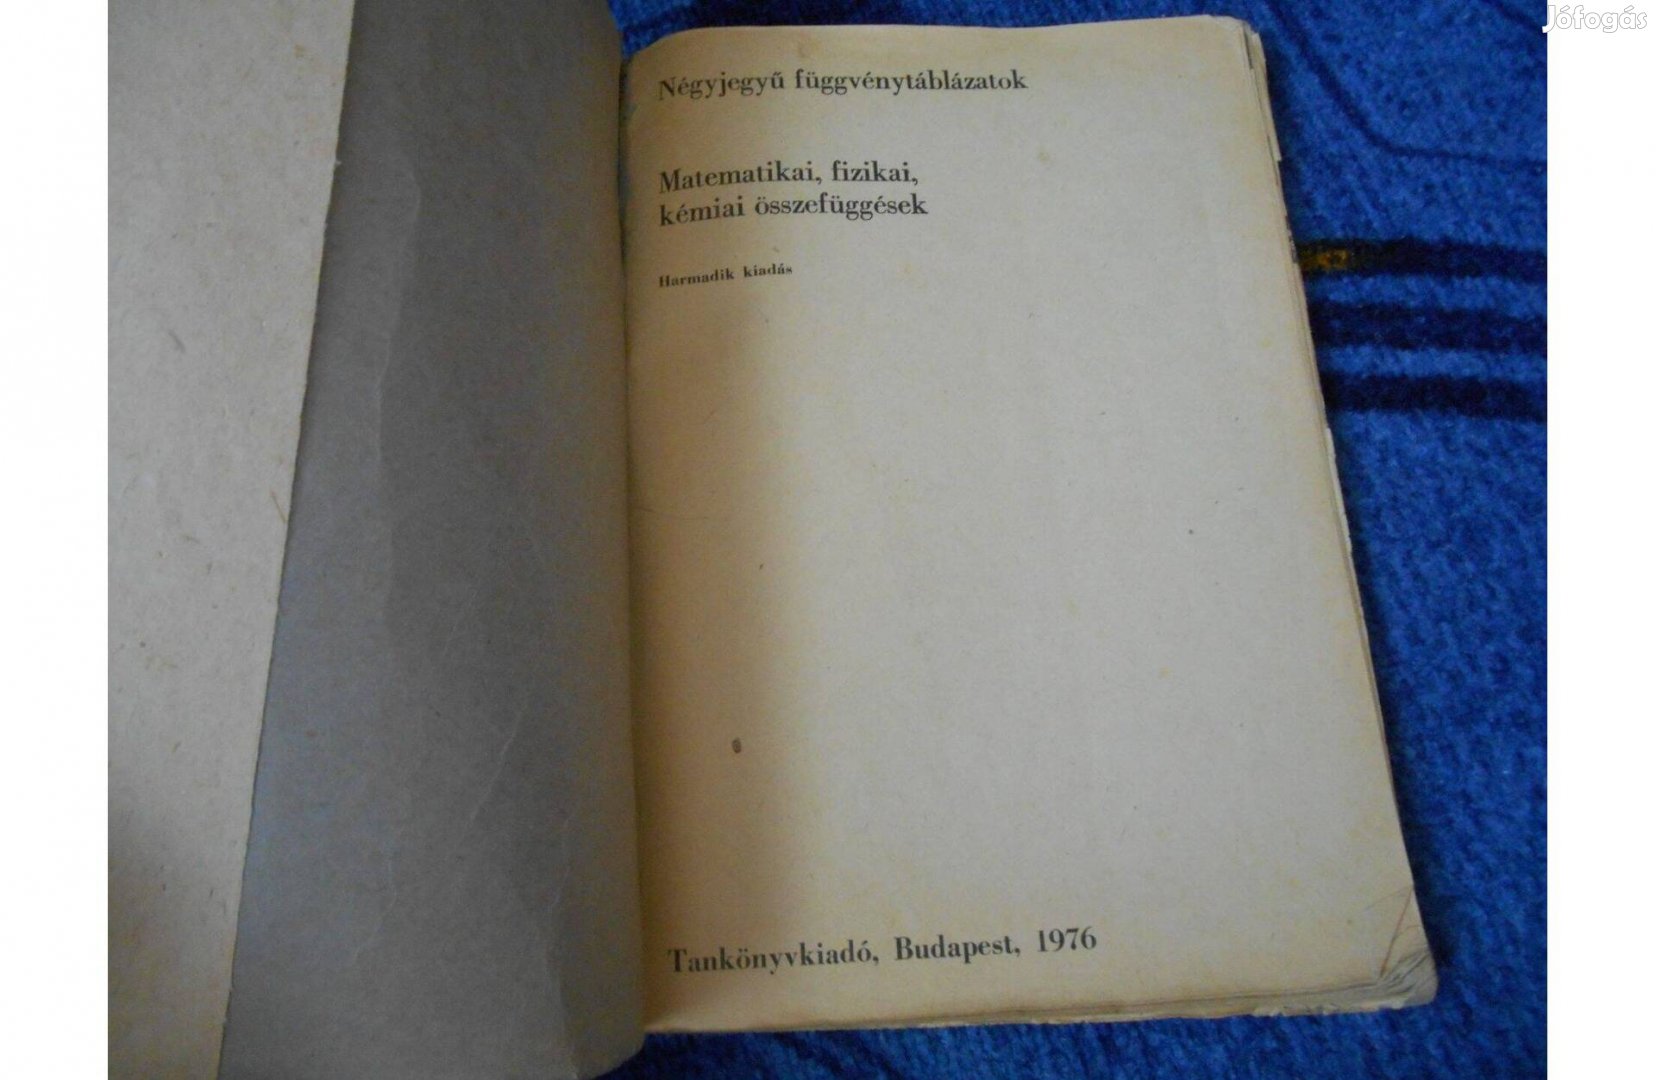 Jófogás
Négyjegyű függvénytáblázatok
Matematikai, fizikai,
kémiai összefüggések
Harmadik kiadás
Tankönyvkiadó, Budapest, 1976